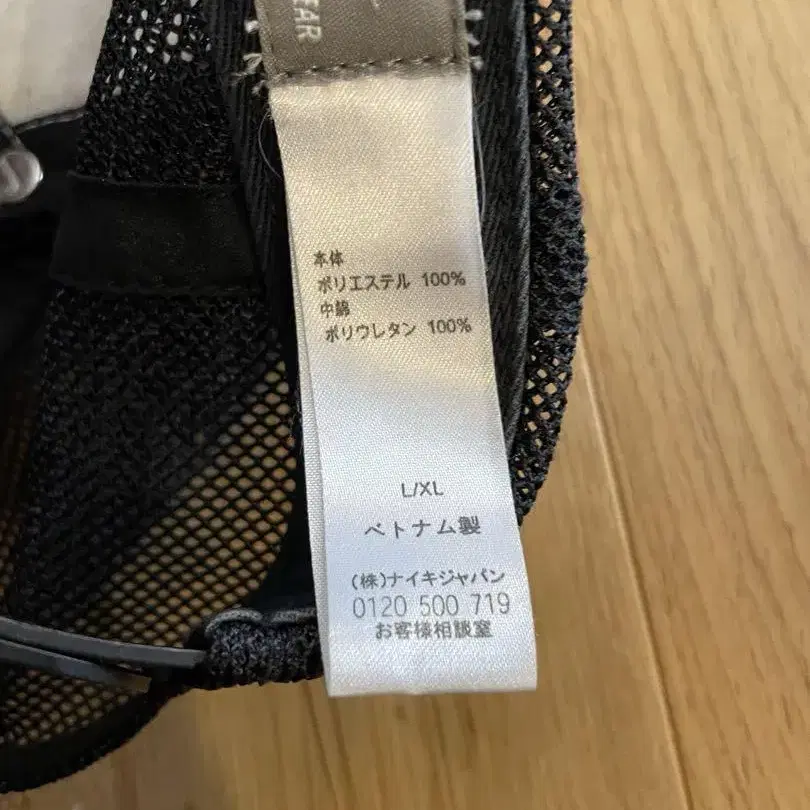 EAR
本体
ポリエステル 100%
中綿
ポリウレタン 100%
L/XL
ベトナム製
(株)ナイキジャパン
0120 500 719
お客様相談室